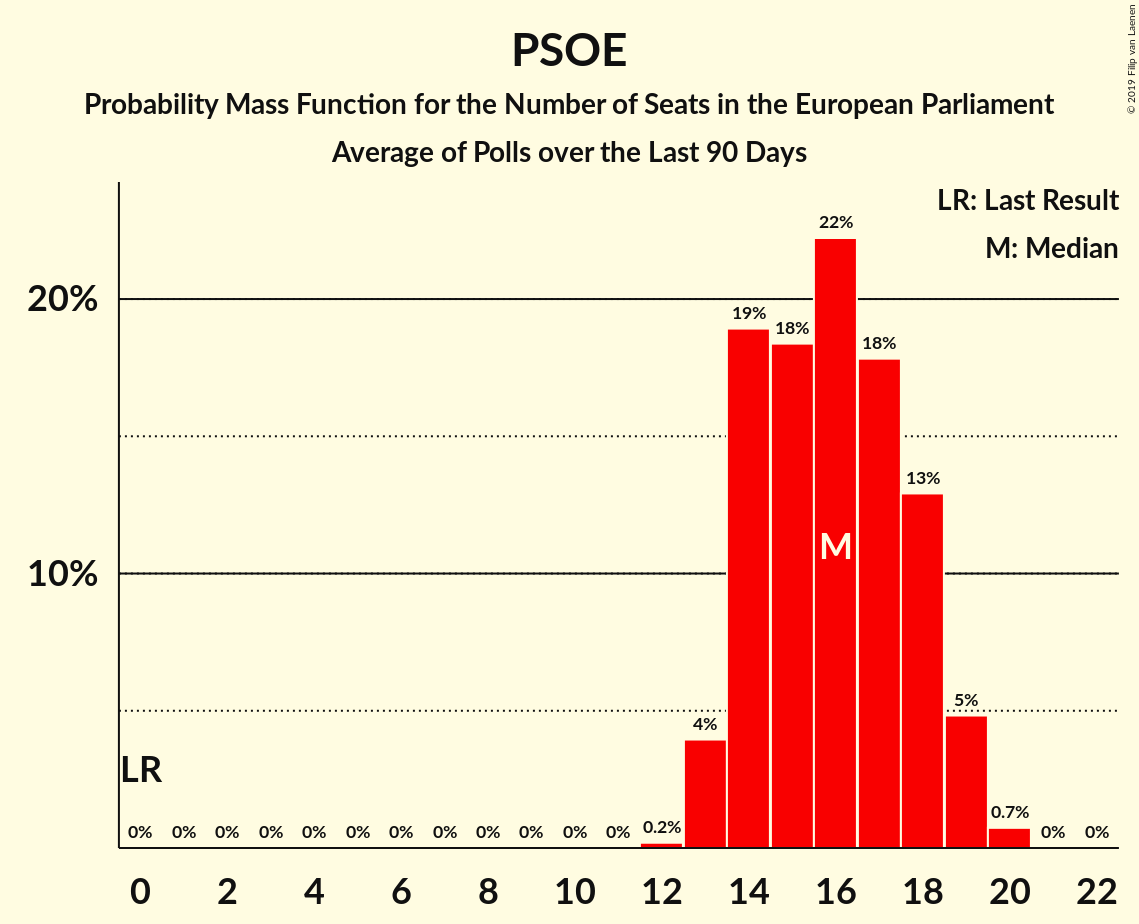 PSOE
Probability Mass Function for the Number of Seats in the European Parliament
Average of Polls over the Last 90 Days
© 2019 Filip van Laenen
LR: Last Result
M: Median
20%
10%
0% 0% 0% 0% 0% 0% 0% 0% 0% 0% 0% 0% 0.2% 4% 19% 18% 22% 18% 13% 5% 0.7% 0% 0%
LR
M
0 2 4 6 8 10 12 14 16 18 20 22